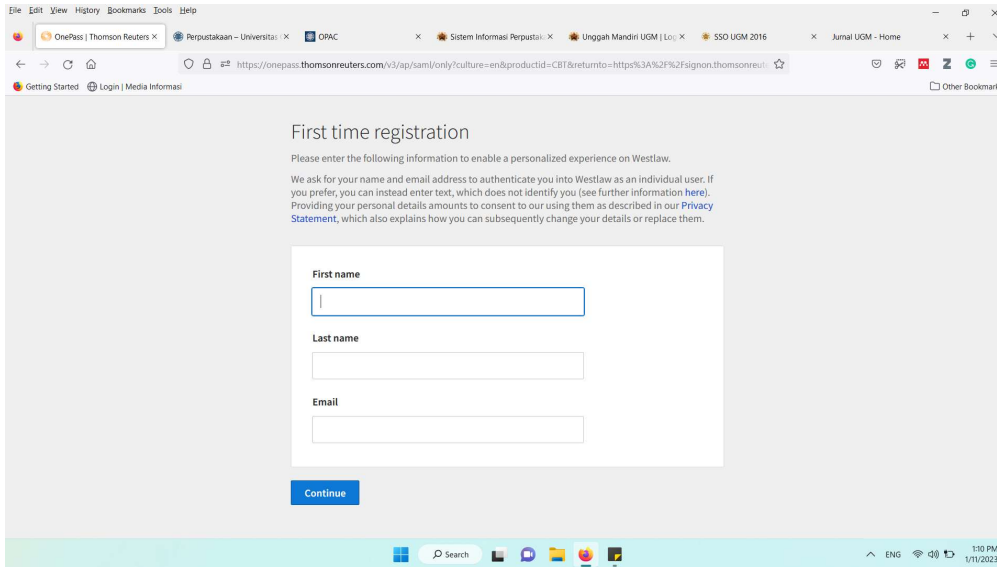 File Edit View History Bookmarks Tools Help
OnePass | Thomson Reuters × Perpustakaan – Universitas × OPAC × Sistem Informasi Perpustak × Unggah Mandiri UGM | Log × SSO UGM 2016 × Jurnal UGM - Home × +
https://onepass.thomsonreuters.com/v3/ap/saml/only?culture=en&productid=CBT&returnto=https%3A%2F%2Fsignon.thomsonreut
Getting Started Login | Media Informasi Other Bookmark
First time registration
Please enter the following information to enable a personalized experience on Westlaw.
We ask for your name and email address to authenticate you into Westlaw as an individual user. If
you prefer, you can instead enter text, which does not identify you (see further information here).
Providing your personal details amounts to consent to our using them as described in our Privacy
Statement, which also explains how you can subsequently change your details or replace them.
First name
Last name
Email
Continue
Search ENG 1:10 PM
1/11/2023